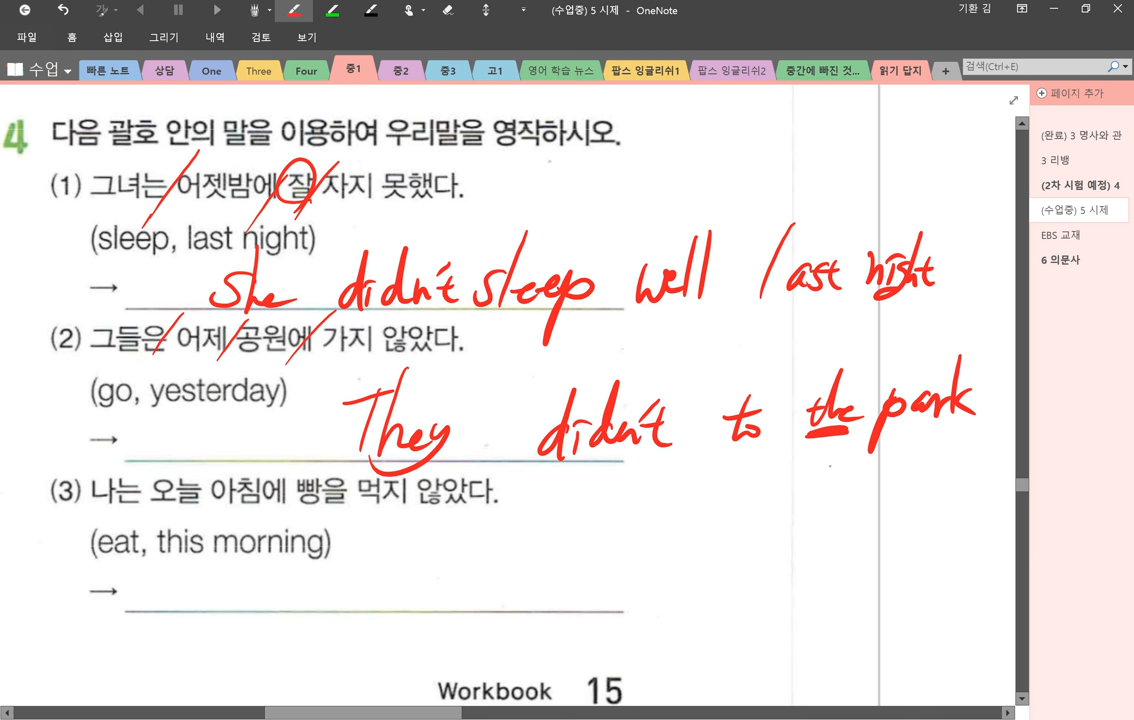 (수업중) 5 시제 - OneNote
기환 김
파일 홈 삽입 그리기 내역 검토 보기
수업 빠른 노트 상담 One Three Four 중1 중2 중3 고1 영어 학습 뉴스 팝스 잉글리쉬1 팝스 잉글리쉬2 중간에 빠진 것... 읽기 답지 + 검색(Ctrl+E)
페이지 추가
(완료) 3 명사와 관
3 리뱅
(2차 시험 예정) 4
(수업중) 5 시제
EBS 교재
6 의문사
4 다음 괄호 안의 말을 이용하여 우리말을 영작하시오.
(1) 그녀는 어젯밤에 잘 자지 못했다.
(sleep, last night)
→ She didn't sleep well last night
(2) 그들은 어제 공원에 가지 않았다.
(go, yesterday)
→ They didn't to the park
(3) 나는 오늘 아침에 빵을 먹지 않았다.
(eat, this morning)
→
Workbook 15